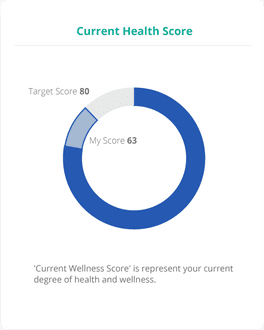 Current Health Score
Target Score 80
My Score 63
'Current Wellness Score' is represent your current
degree of health and wellness.